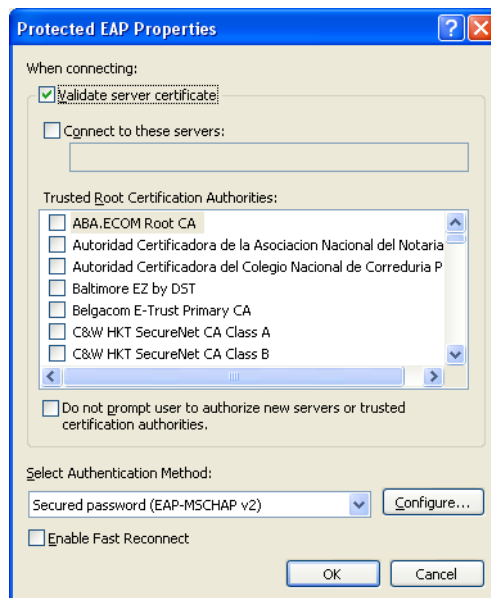 Protected EAP Properties
When connecting:
Validate server certificate
Connect to these servers:
Trusted Root Certification Authorities:
ABA.ECOM Root CA
Autoridad Certificadora de la Asociacion Nacional del Notaria
Autoridad Certificadora del Colegio Nacional de Correduria P
Baltimore EZ by DST
Belgacom E-Trust Primary CA
C&W HKT SecureNet CA Class A
C&W HKT SecureNet CA Class B
Do not prompt user to authorize new servers or trusted
certification authorities.
Select Authentication Method:
Secured password (EAP-MSCHAP v2)
Configure...
Enable Fast Reconnect
OK
Cancel